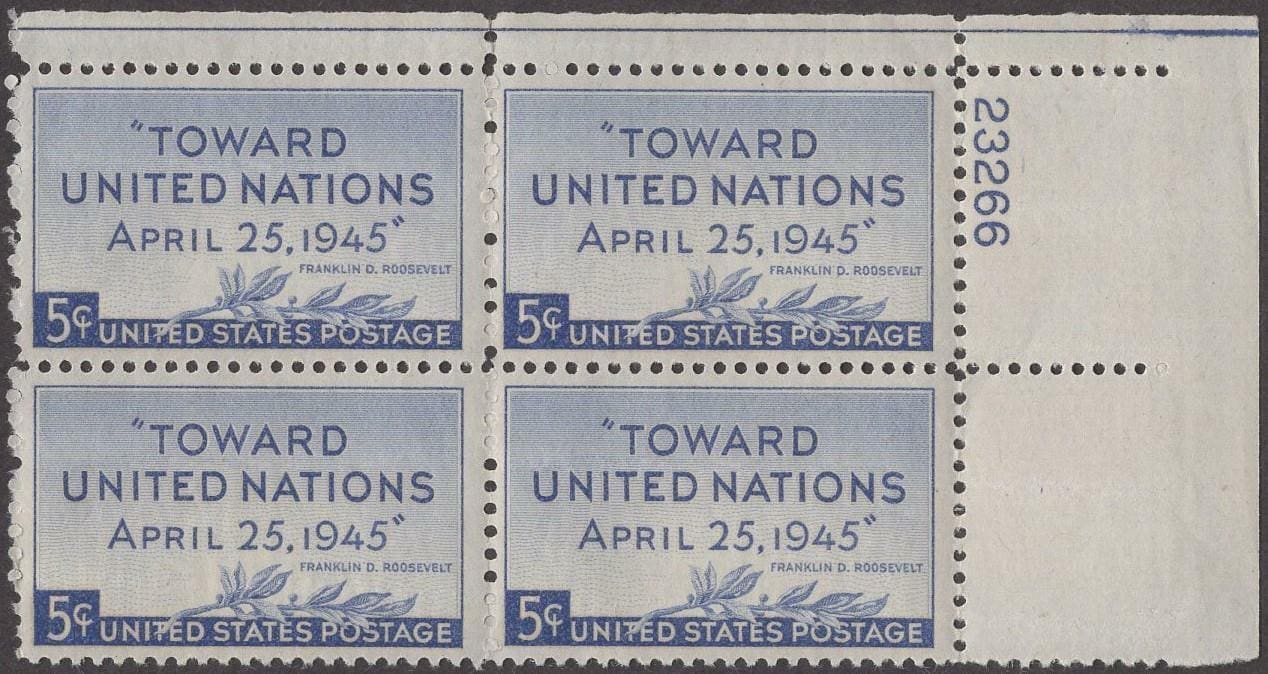 "TOWARD
UNITED NATIONS
APRIL 25, 1945"
FRANKLIN D. ROOSEVELT
5¢ UNITED STATES POSTAGE
"TOWARD
UNITED NATIONS
APRIL 25, 1945"
FRANKLIN D. ROOSEVELT
5¢ UNITED STATES POSTAGE
23266
"TOWARD
UNITED NATIONS
APRIL 25, 1945"
FRANKLIN D. ROOSEVELT
5¢ UNITED STATES POSTAGE
"TOWARD
UNITED NATIONS
APRIL 25, 1945"
FRANKLIN D. ROOSEVELT
5¢ UNITED STATES POSTAGE